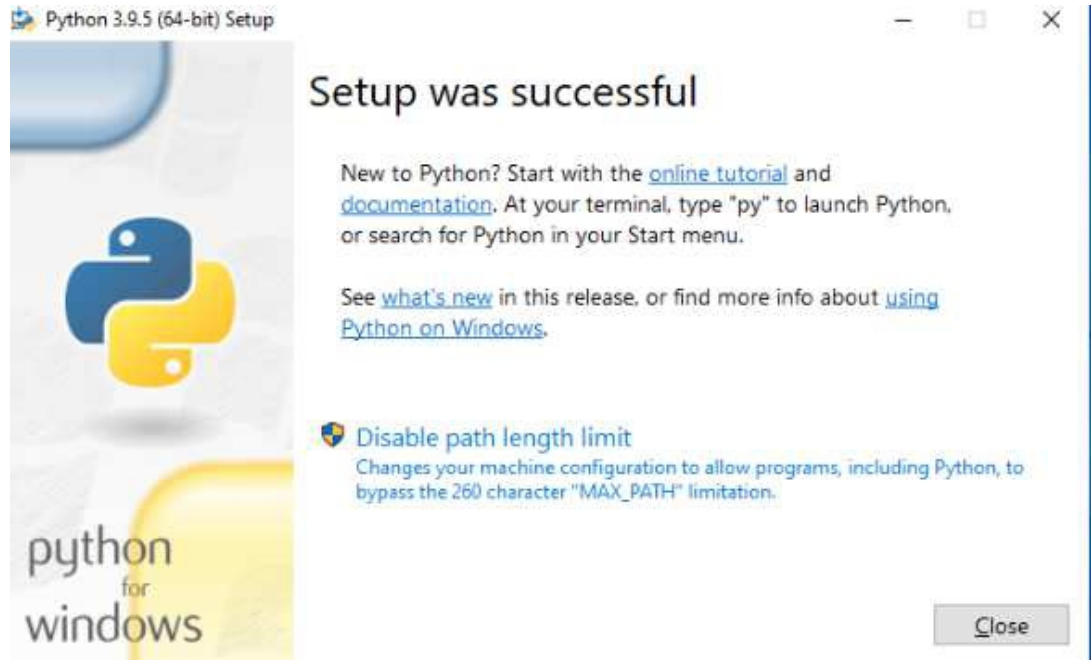 Python 3.9.5 (64-bit) Setup
Setup was successful
New to Python? Start with the online tutorial and
documentation. At your terminal, type "py" to launch Python,
or search for Python in your Start menu.
See what's new in this release, or find more info about using
Python on Windows.
Disable path length limit
Changes your machine configuration to allow programs, including Python, to
bypass the 260 character "MAX_PATH" limitation.
python
for
windows
Close